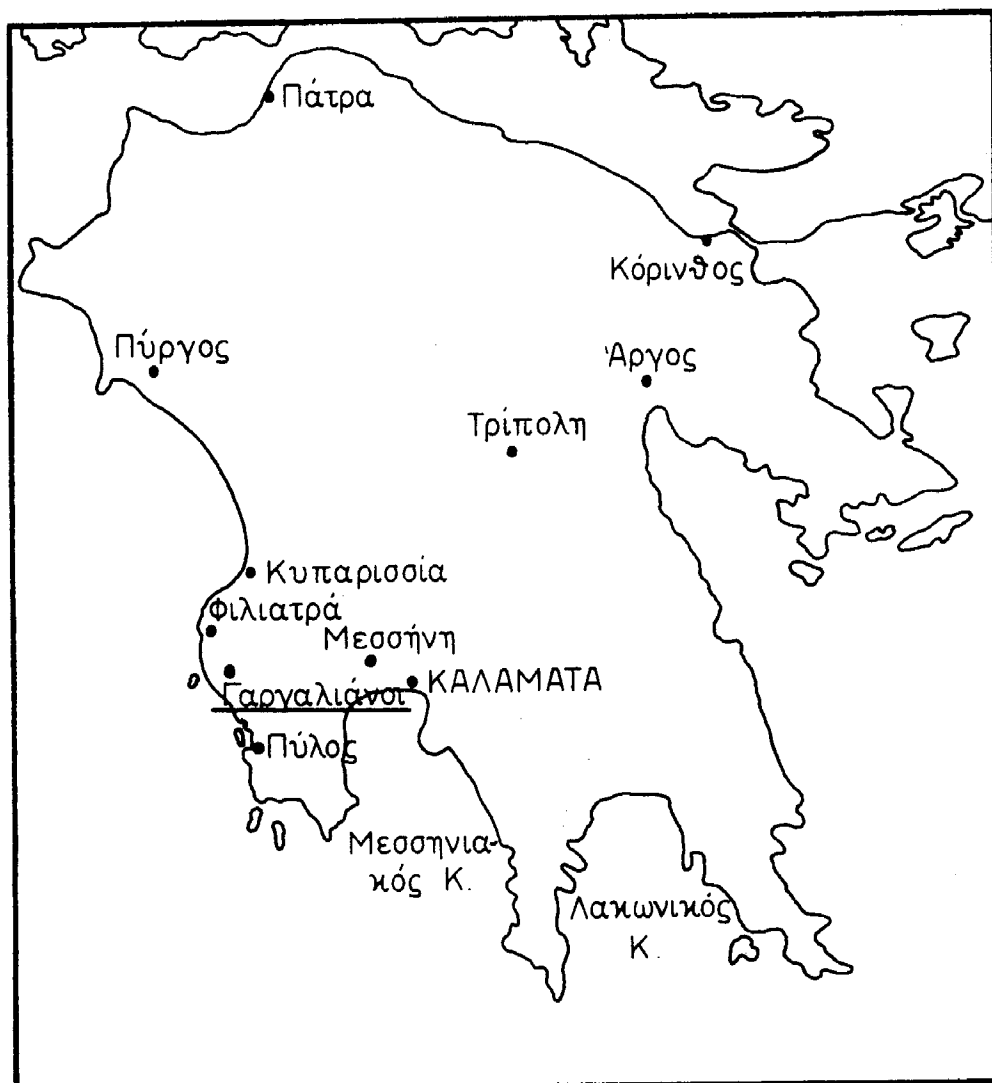 Πάτρα
Κόρινθος
Πύργος
Άργος
Τρίπολη
Κυπαρισσία
Φιλιατρά
Μεσσήνη
ΚΑΛΑΜΑΤΑ
Γαργαλιάνοι
Πύλος
Μεσσηνια-
κός Κ.
Λακωνικός
Κ.